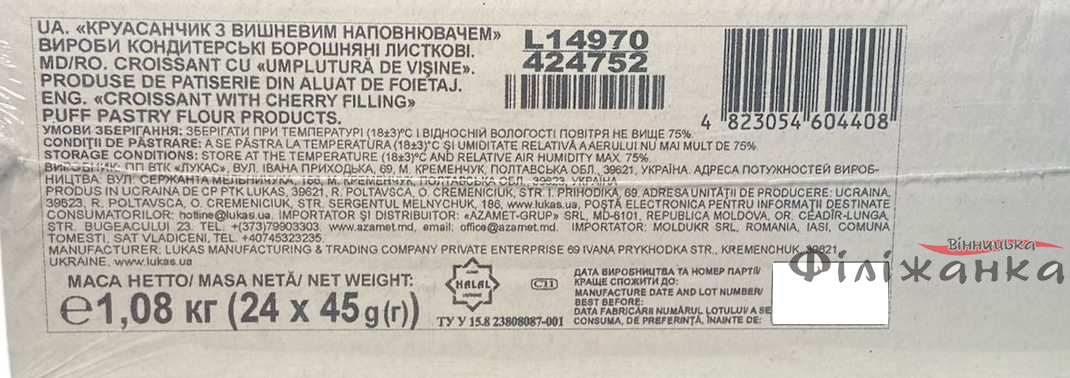 UA. «КРУАСАНЧИК З ВИШНЕВИМ НАПОВНЮВАЧЕМ»
ВИРОБИ КОНДИТЕРСЬКІ БОРОШНЯНІ ЛИСТКОВІ.
MD/RO. CROISSANT CU «UMPLUTURĂ DE VIȘINE».
PRODUSE DE PATISERIE DIN ALUAT DE FOIETAJ.
ENG. «CROISSANT WITH CHERRY FILLING»
PUFF PASTRY FLOUR PRODUCTS.
L14970
424752
4 823054 604408
УМОВИ ЗБЕРІГАННЯ: ЗБЕРІГАТИ ПРИ ТЕМПЕРАТУРІ (18±3)°С І ВІДНОСНІЙ ВОЛОГОСТІ ПОВІТРЯ НЕ ВИЩЕ 75%.
CONDIȚII DE PĂSTRARE: A SE PĂSTRA LA TEMPERATURA (18±3)°C ȘI UMIDITATE RELATIVĂ A AERULUI NU MAI MULT DE 75%.
STORAGE CONDITIONS: STORE AT THE TEMPERATURE (18±3)°C AND RELATIVE AIR HUMIDITY MAX. 75%.
ВИРОБНИК: ПП ВТК «ЛУКАС», ВУЛ. ІВАНА ПРИХОДЬКА, 69, М. КРЕМЕНЧУК, ПОЛТАВСЬКА ОБЛ., 39621, УКРАЇНА. АДРЕСА ПОТУЖНОСТЕЙ ВИРОБ-
НИЦТВА: ВУЛ. СЕРЖАНТА МЕЛЬНИЧУКА, 186, М. КРЕМЕНЧУК, ПОЛТАВСЬКА ОБЛ., 39623, УКРАЇНА.
PRODUS IN UCRAINA DE CP PTK LUKAS, 39621, R. POLTAVSCA, O. CREMENICIUK, STR. I. PRIHODIKO, 69. ADRESA UNITĂȚII DE PRODUCERE: UCRAINA,
39623, R. POLTAVSCA, O. CREMENICIUK, STR. SERGENTUL MELNYCHUK, 186, www.lukas.ua, POȘTA ELECTRONICĂ PENTRU INFORMAȚII DESTINATE
CONSUMATORILOR: hotline@lukas.ua. IMPORTATOR ȘI DISTRIBUITOR: «AZAMET-GRUP» SRL, MD-6101, REPUBLICA MOLDOVA, OR. CEADÎR-LUNGA,
STR. BUGEACULUI 23. TEL. +(373)79903303, www.azamet.md, email: office@azamet.md. IMPORTATOR: MOLDUKR SRL, ROMANIA, IASI, COMUNA
TOMESTI, SAT VLADICENI, TEL. +40745323235.
MANUFACTURER: LUKAS MANUFACTURING & TRADING COMPANY PRIVATE ENTERPRISE 69 IVANA PRYKHODKA STR., KREMENCHUK, 39621,
UKRAINE, www.lukas.ua
МАСА НЕТТО/ MASA NETĂ/ NET WEIGHT:
℮1,08 кг (24 x 45g(г))
HALAL
СП
ТУ У 15.8 23808087-001
ДАТА ВИРОБНИЦТВА ТА НОМЕР ПАРТІЇ/
КРАЩЕ СПОЖИТИ ДО:
MANUFACTURE DATE AND LOT NUMBER/
BEST BEFORE:
DATA FABRICĂRII NUMĂRUL LOTULUI/ A SE
CONSUMA, DE PREFERINȚĂ, ÎNAINTE DE:
Вінницька
Філіжанка